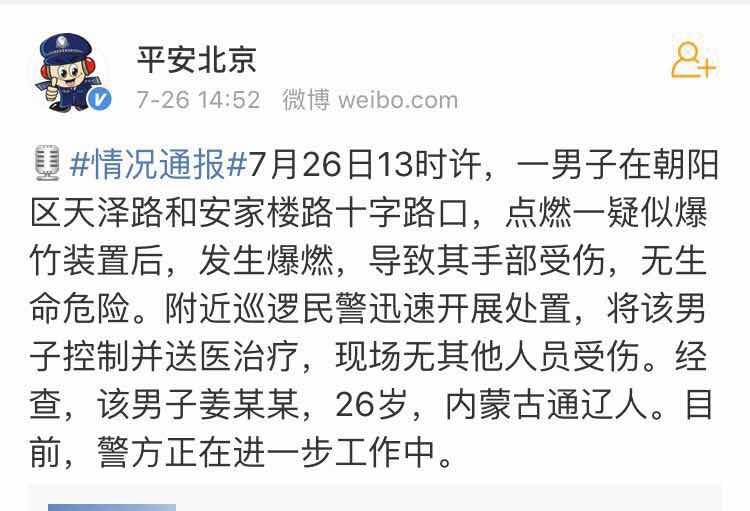 平安北京
7-26 14:52 微博 weibo.com
#情况通报#7月26日13时许，一男子在朝阳
区天泽路和安家楼路十字路口，点燃一疑似爆
竹装置后，发生爆燃，导致其手部受伤，无生
命危险。附近巡逻民警迅速开展处置，将该男
子控制并送医治疗，现场无其他人员受伤。经
查，该男子姜某某，26岁，内蒙古通辽人。目
前，警方正在进一步工作中。